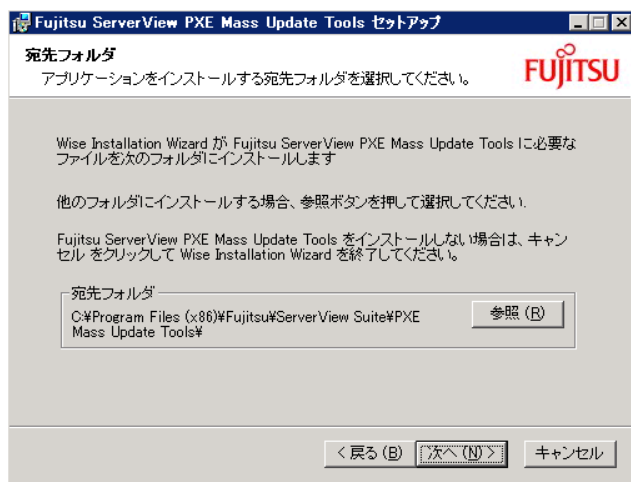 Fujitsu ServerView PXE Mass Update Tools セットアップ
宛先フォルダ
アプリケーションをインストールする宛先フォルダを選択してください。
FUJITSU
Wise Installation Wizard が Fujitsu ServerView PXE Mass Update Tools に必要な
ファイルを次のフォルダにインストールします
他のフォルダにインストールする場合、参照ボタンを押して選択してください.
Fujitsu ServerView PXE Mass Update Tools をインストールしない場合は、キャン
セル をクリックして Wise Installation Wizard を終了してください。
宛先フォルダ
C:¥Program Files (x86)¥Fujitsu¥ServerView Suite¥PXE
Mass Update Tools¥
参照 (R)
< 戻る (B)
次へ (N) >
キャンセル